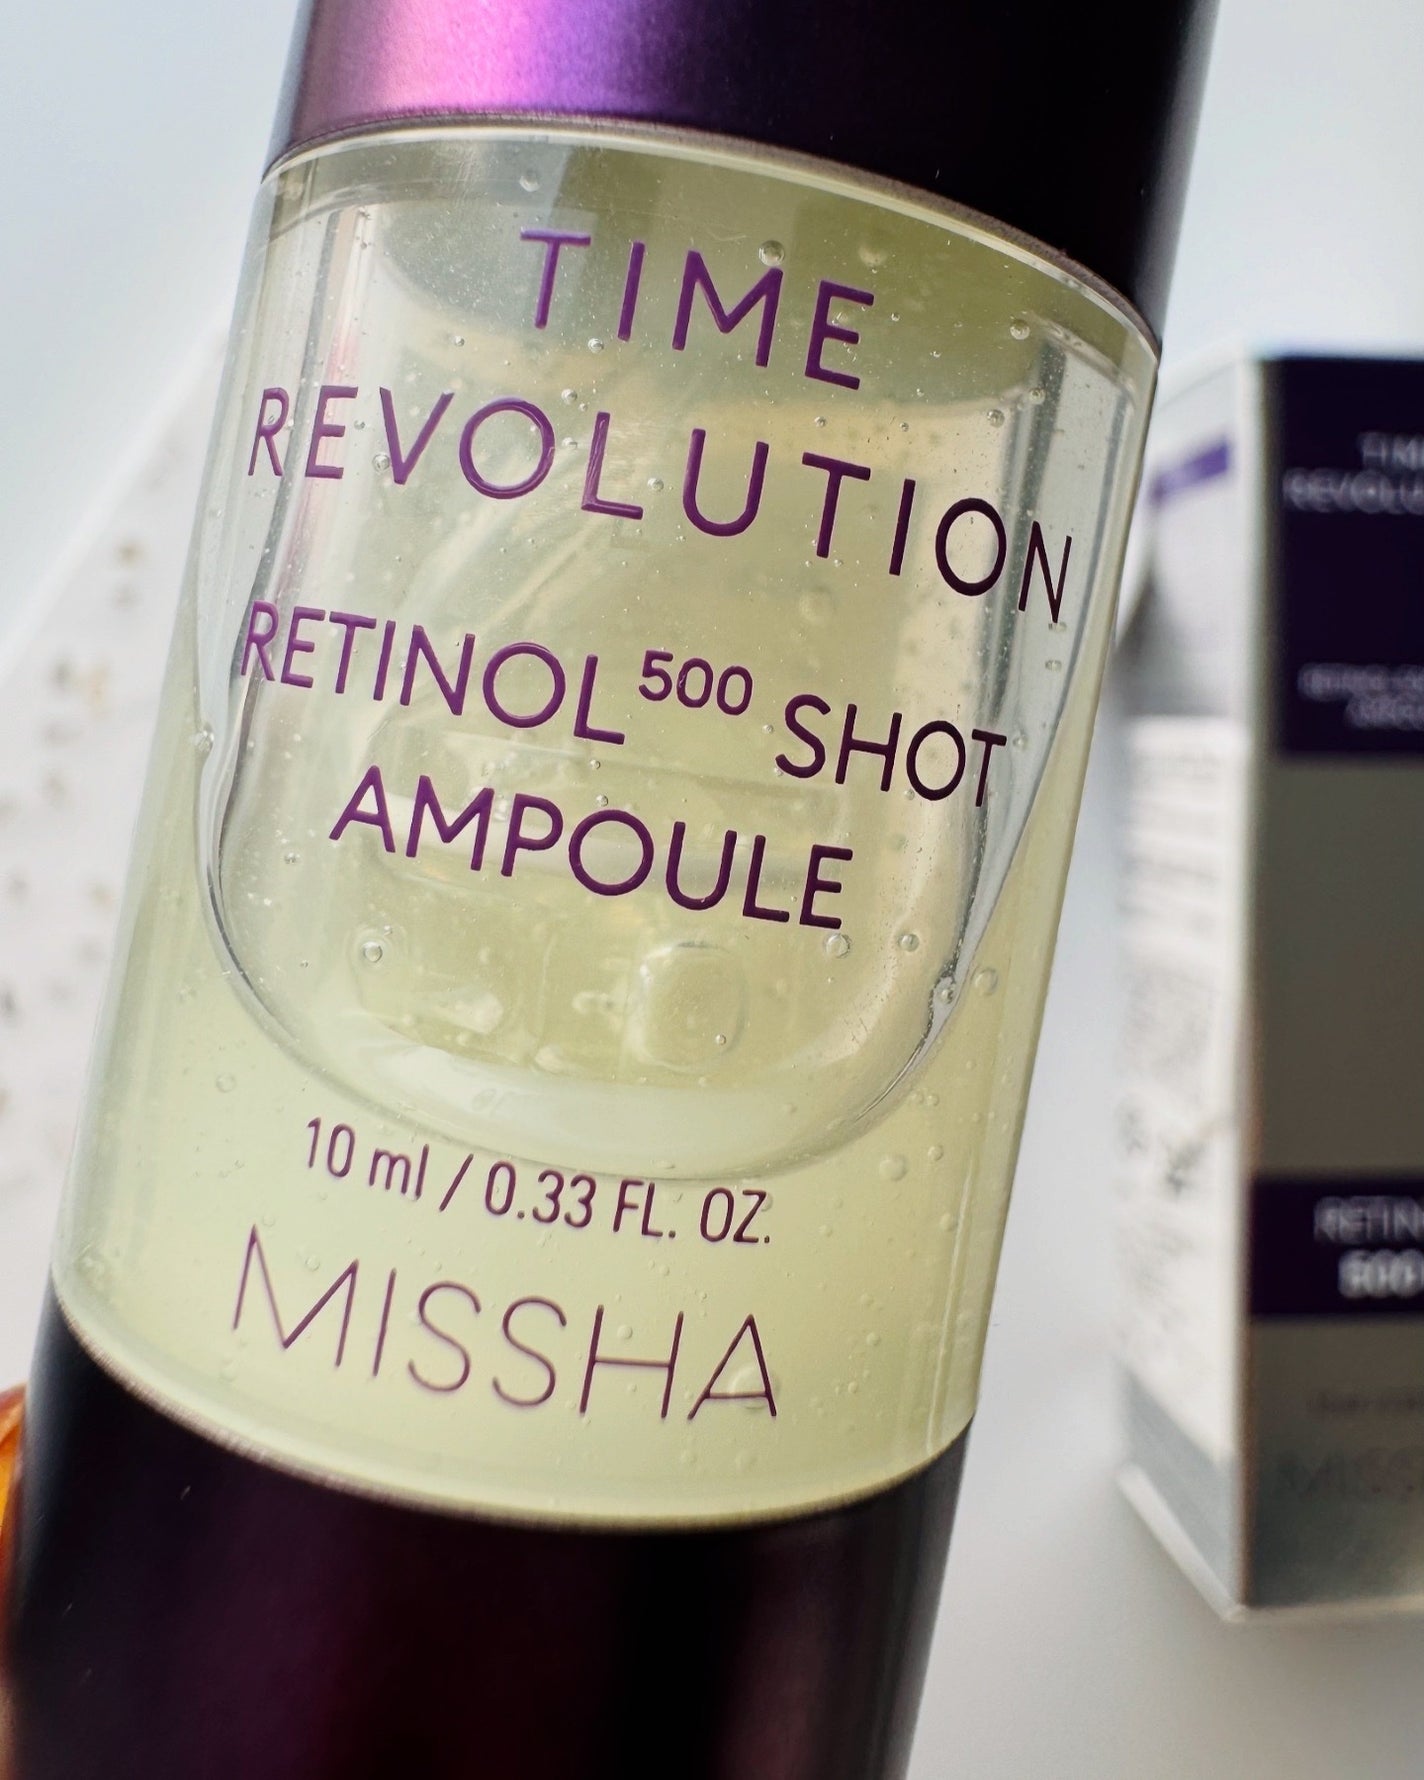 TIME
REVOLUTION
RETINOL 500 SHOT
AMPOULE
10 ml / 0.33 FL. OZ.
MISSHA